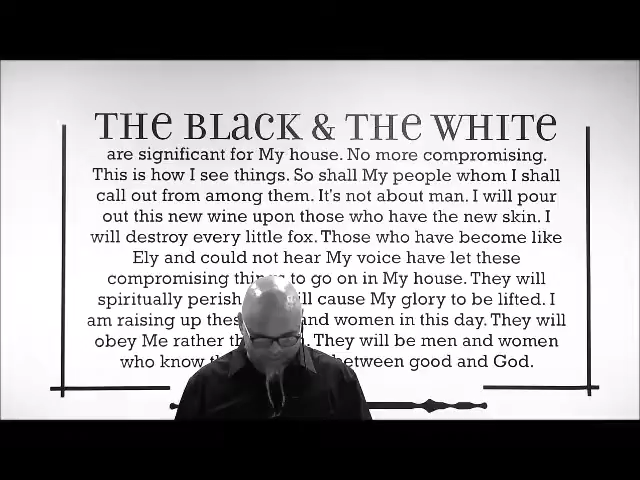 THE BLACK & THE WHITE
are significant for My house. No more compromising.
This is how I see things. So shall My people whom I shall
call out from among them. It's not about man. I will pour
out this new wine upon those who have the new skin. I
will destroy every little fox. Those who have become like
Ely and could not hear My voice have let these
compromising things to go on in My house. They will
spiritually perish ill cause My glory to be lifted. I
am raising up these and women in this day. They will
obey Me rather th . They will be men and women
who know between good and God.